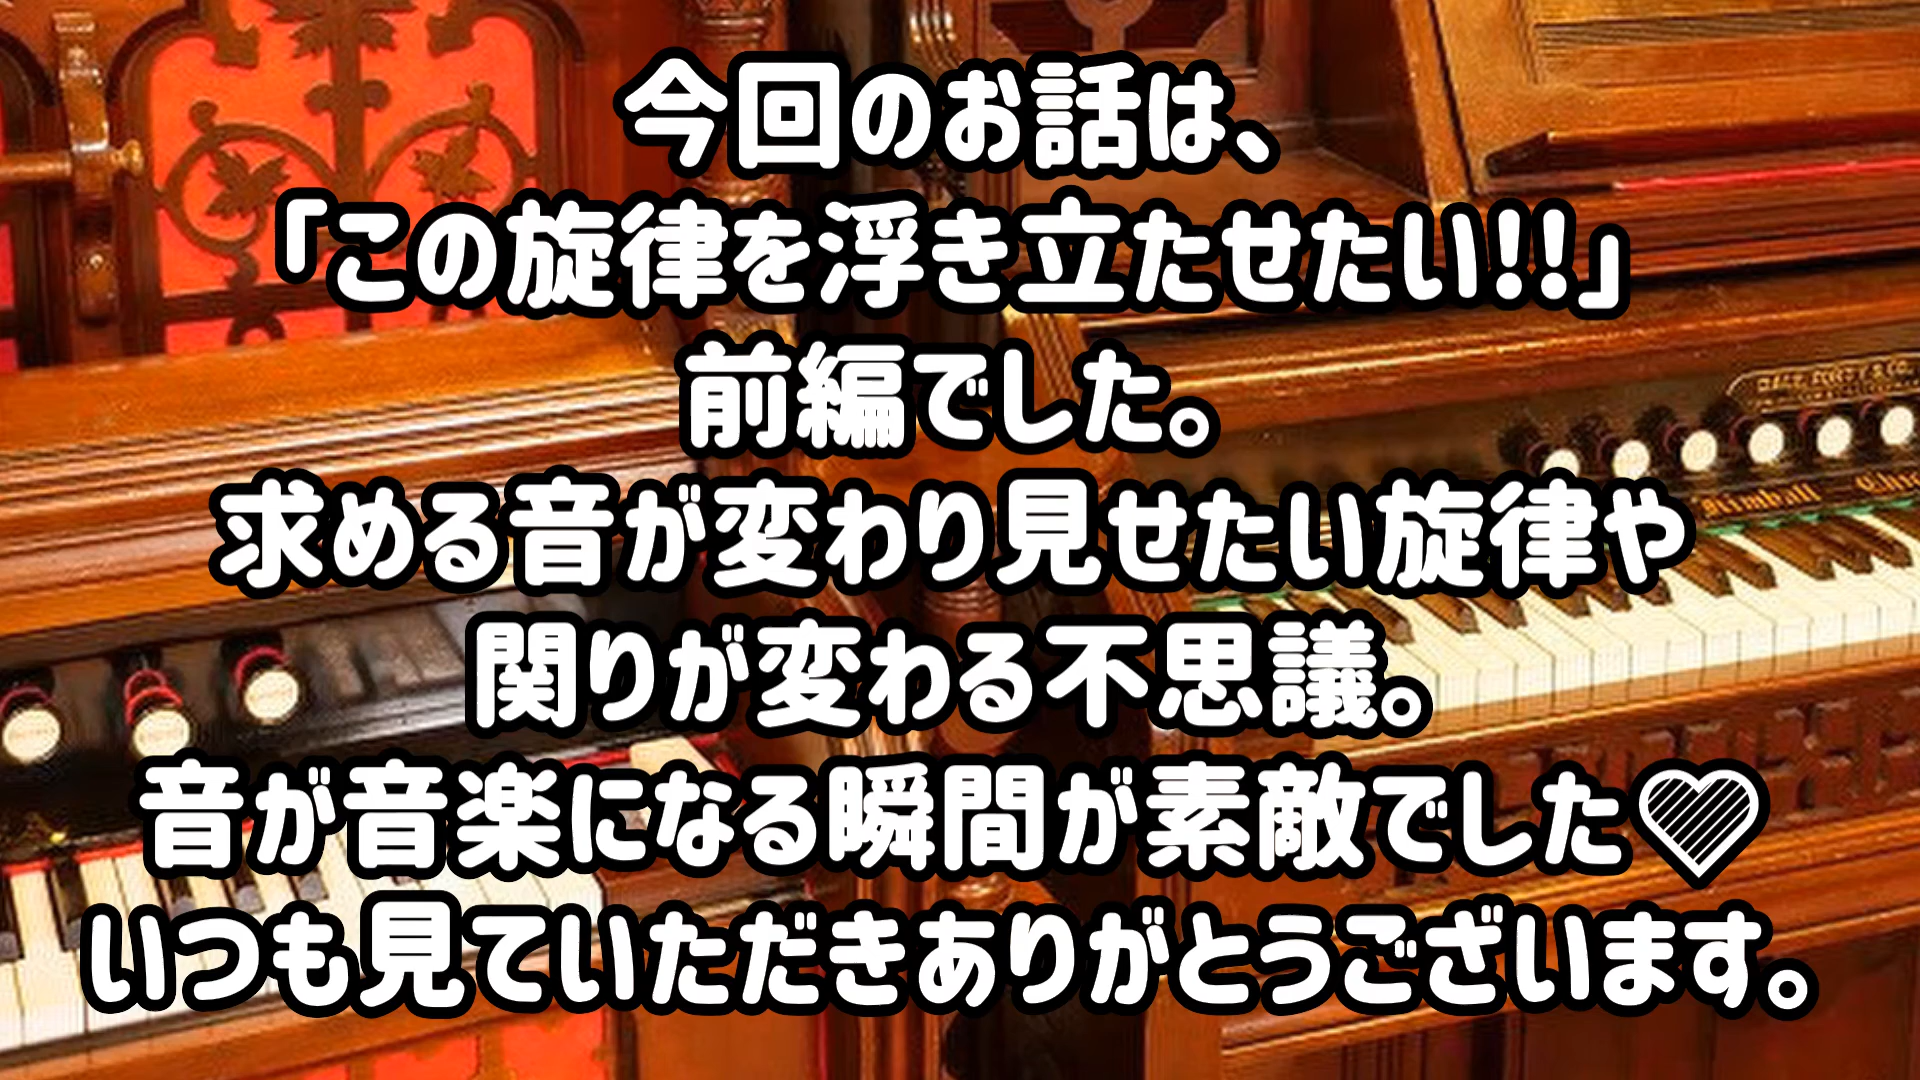 今回のお話は、
「この旋律を浮き立たせたい!!」
前編でした。
求める音が変わり見せたい旋律や
関りが変わる不思議。
音が音楽になる瞬間が素敵でした♡
いつも見ていただきありがとうございます。
Kimball